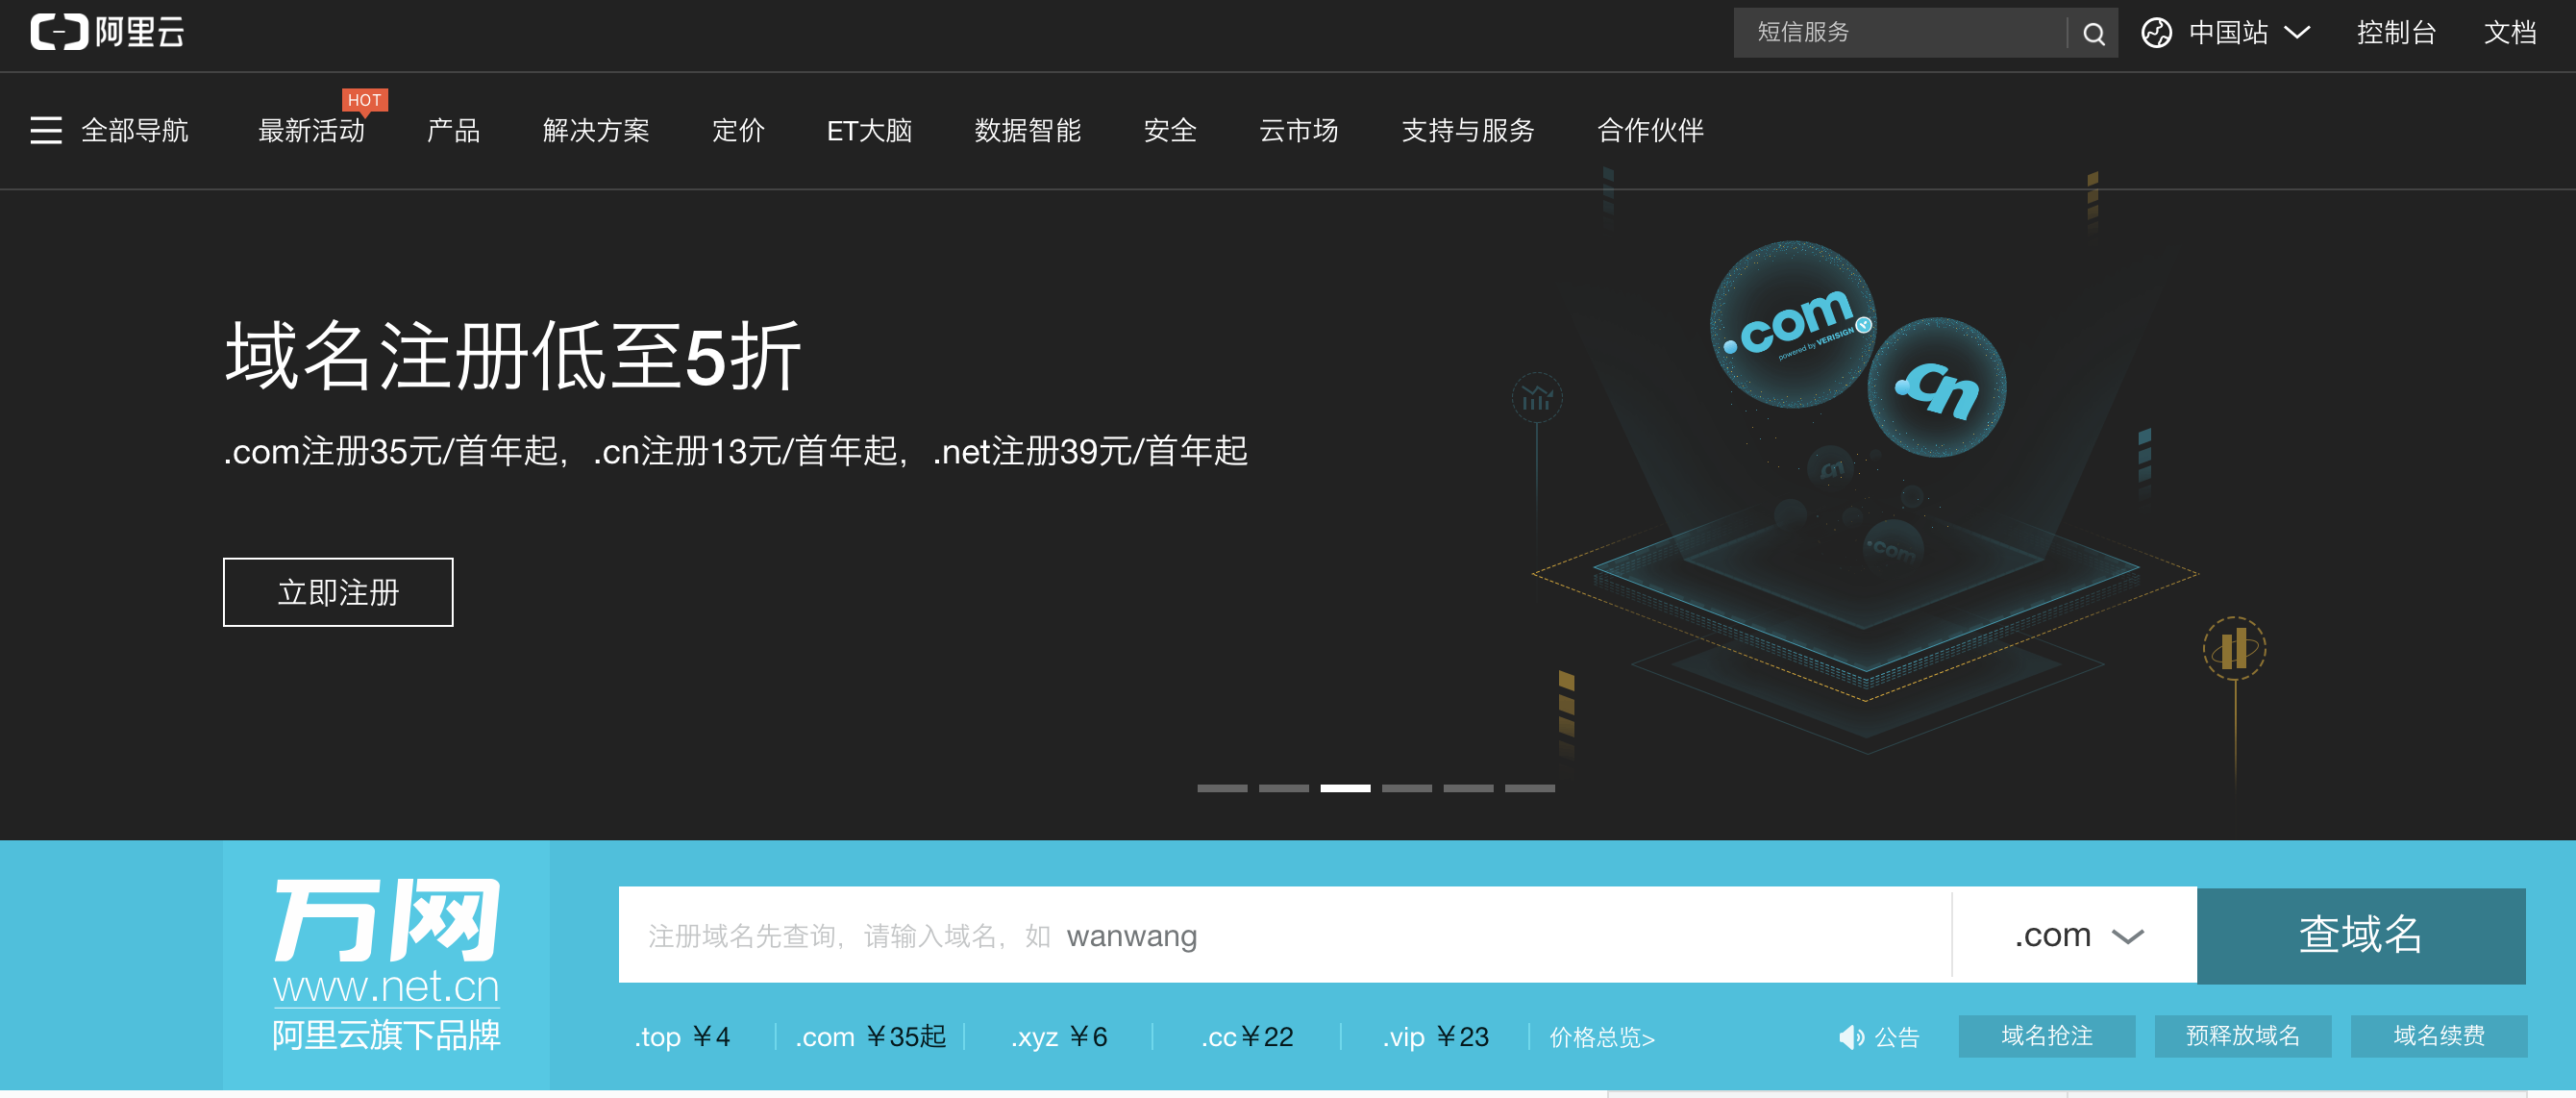 阿里云
短信服务
中国站
控制台
文档
全部导航
最新活动
HOT
产品
解决方案
定价
ET大脑
数据智能
安全
云市场
支持与服务
合作伙伴
域名注册低至5折
.com注册35元/首年起，.cn注册13元/首年起，.net注册39元/首年起
立即注册
.com
powered by VERISIGN
.cn
cn
.com
万网
www.net.cn
阿里云旗下品牌
注册域名先查询，请输入域名，如 wanwang
.com
查域名
.top ￥4
.com ￥35起
.xyz ￥6
.cc￥22
.vip ￥23
价格总览>
公告
域名抢注
预释放域名
域名续费